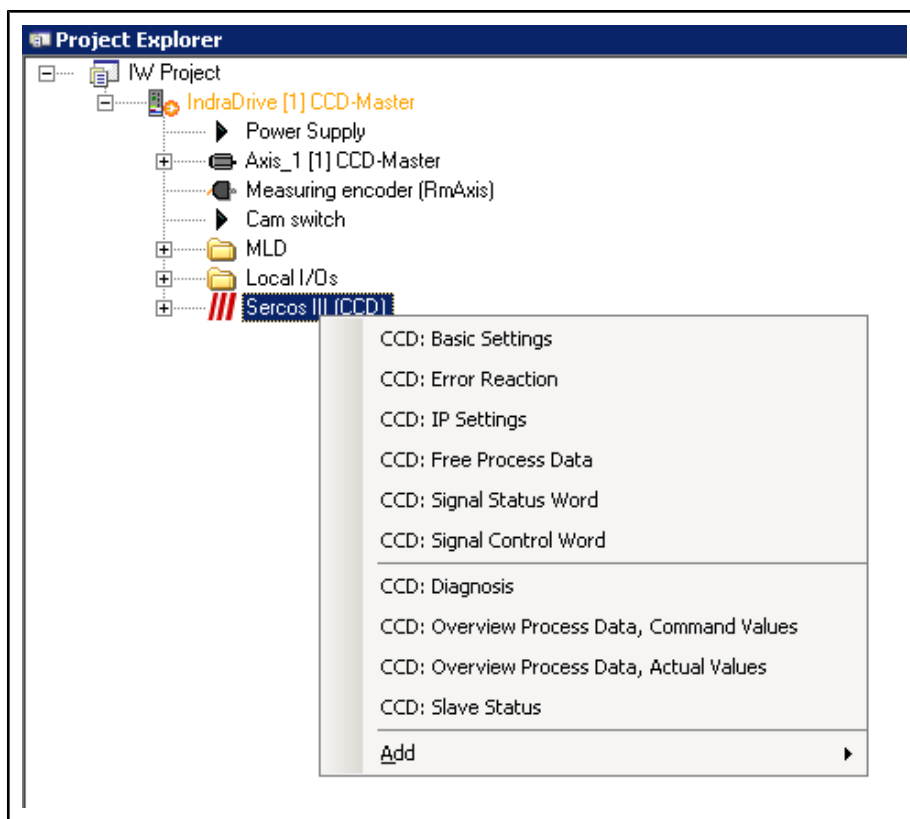 Project Explorer
IW Project
IndraDrive [1] CCD-Master
Power Supply
Axis_1 [1] CCD-Master
Measuring encoder (RmAxis)
Cam switch
MLD
Local I/Os
Sercos III (CCD)
CCD: Basic Settings
CCD: Error Reaction
CCD: IP Settings
CCD: Free Process Data
CCD: Signal Status Word
CCD: Signal Control Word
CCD: Diagnosis
CCD: Overview Process Data, Command Values
CCD: Overview Process Data, Actual Values
CCD: Slave Status
Add